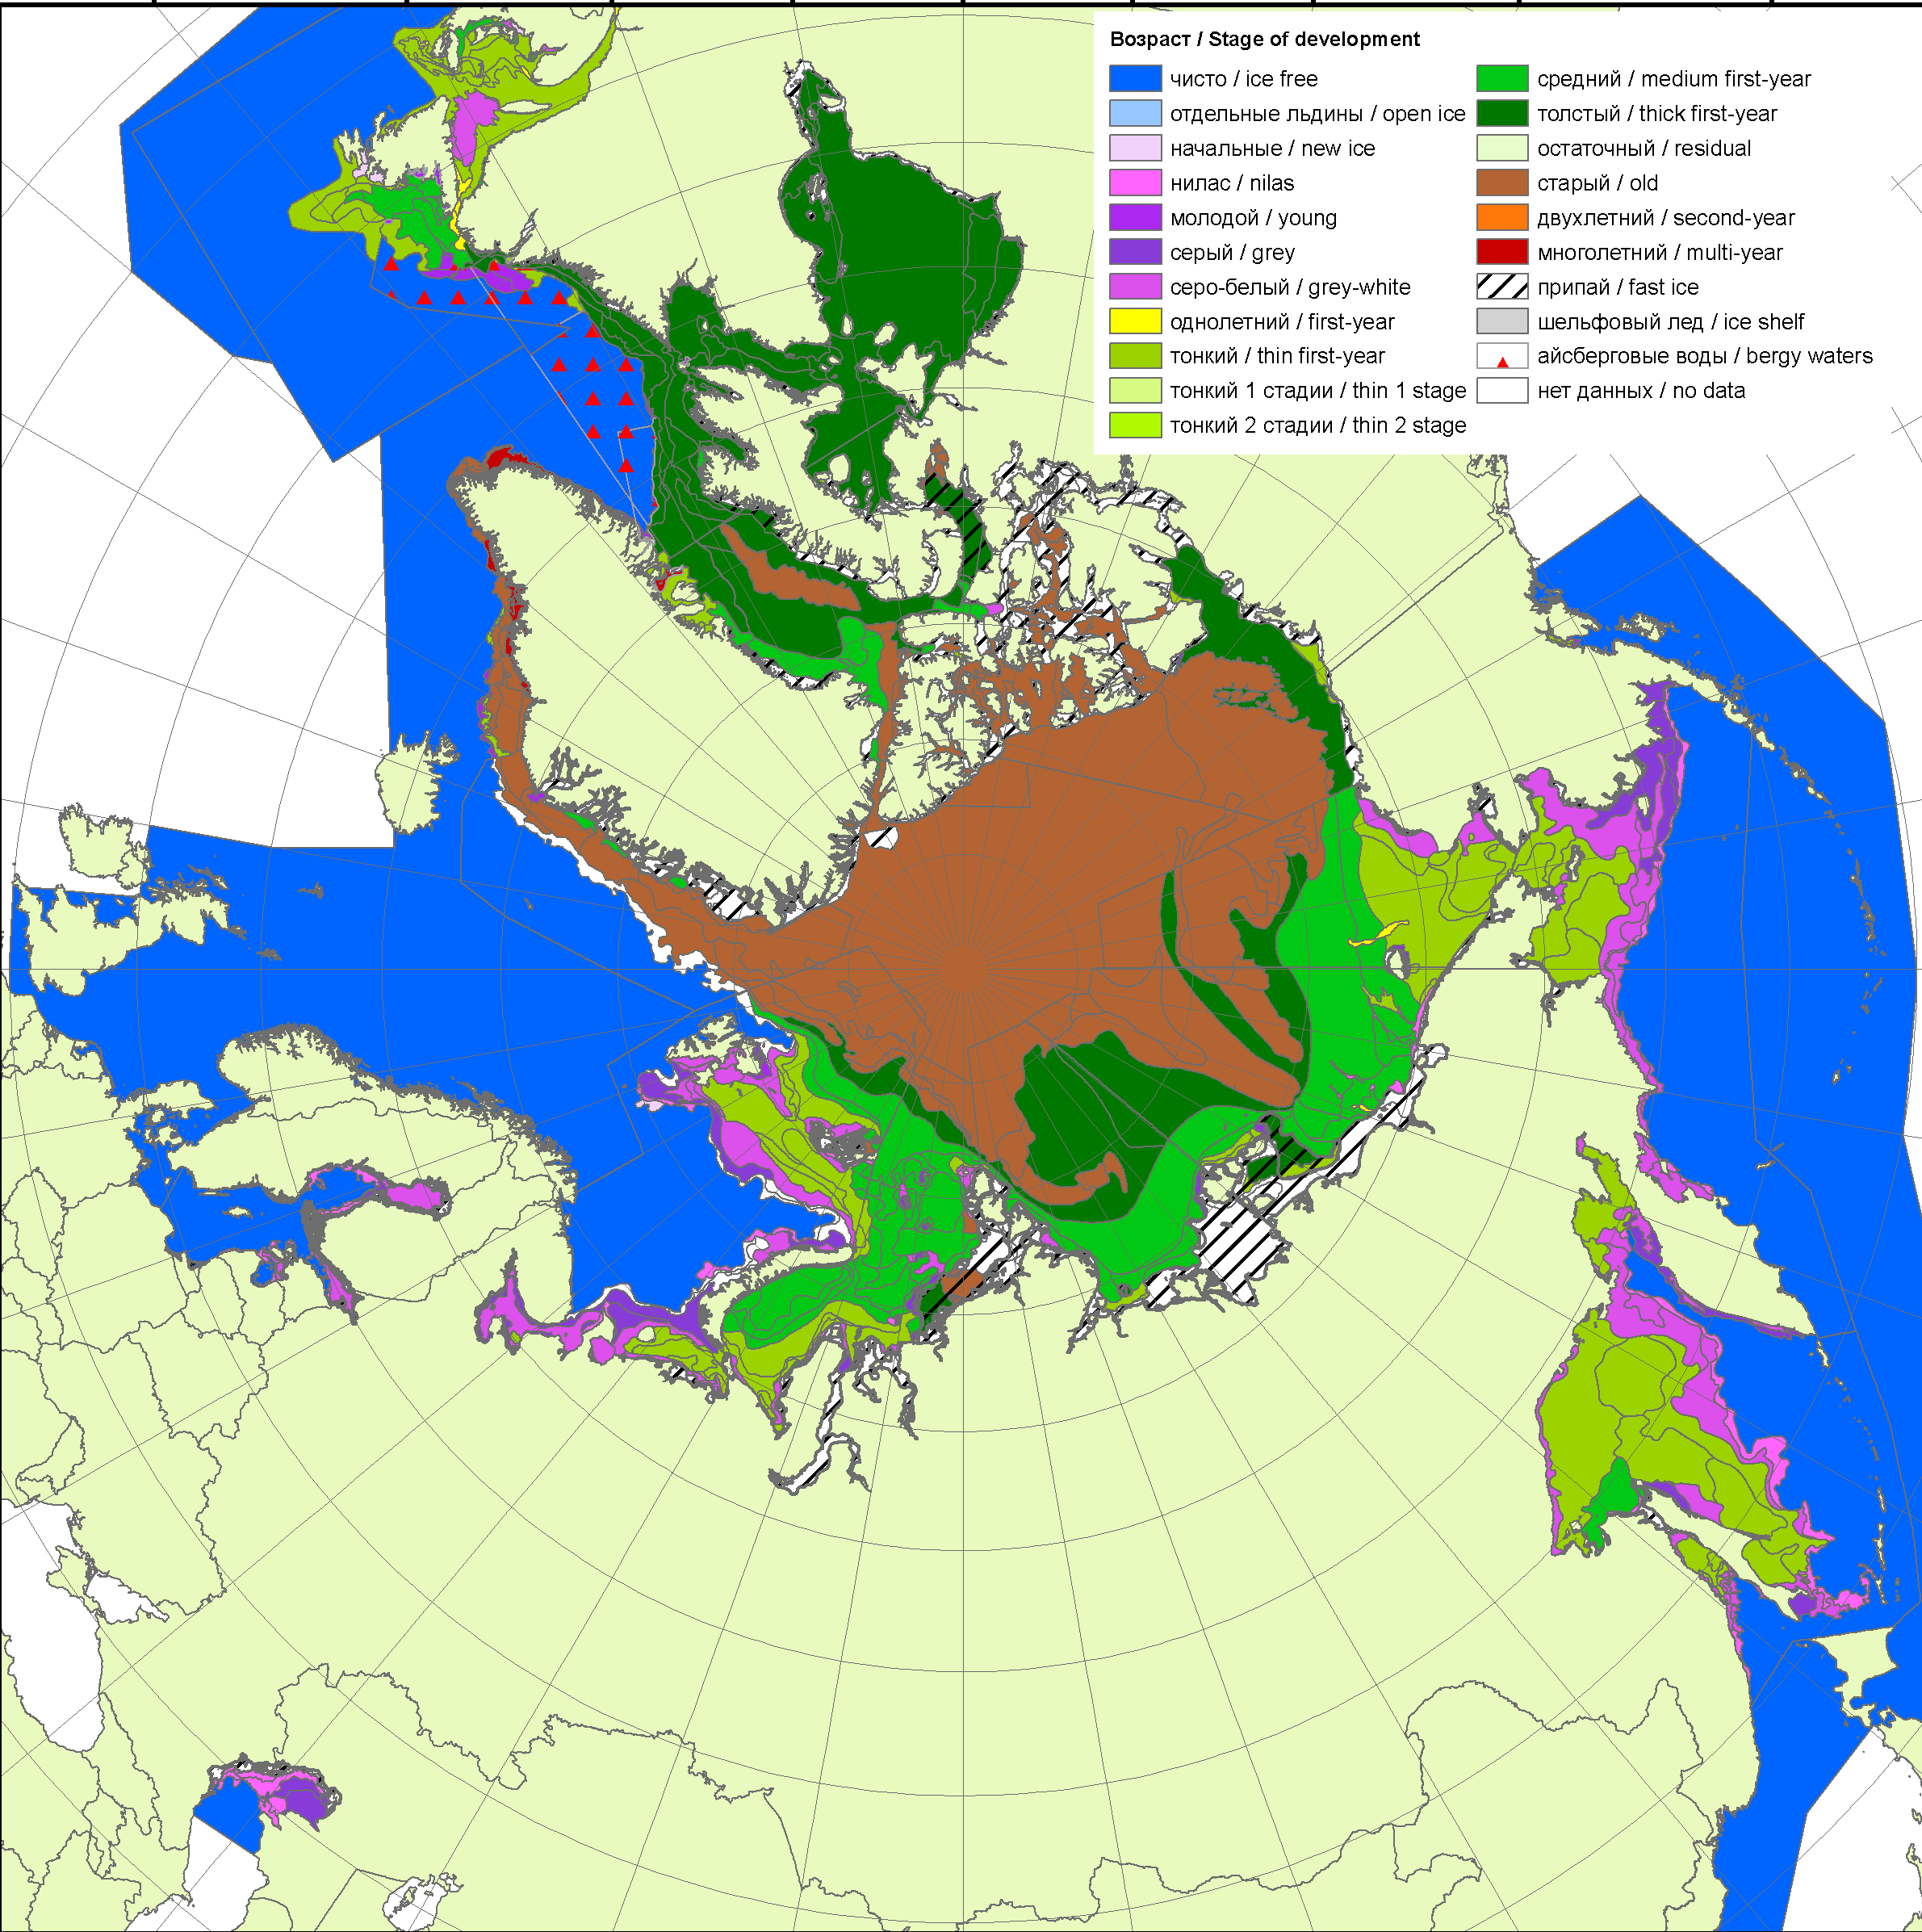 Возраст / Stage of development
чисто / ice free
отдельные льдины / open ice
начальные / new ice
нилас / nilas
молодой / young
серый / grey
серо-белый / grey-white
однолетний / first-year
тонкий / thin first-year
тонкий 1 стадии / thin 1 stage
тонкий 2 стадии / thin 2 stage
средний / medium first-year
толстый / thick first-year
остаточный / residual
старый / old
двухлетний / second-year
многолетний / multi-year
припай / fast ice
шельфовый лед / ice shelf
айсберговые воды / bergy waters
нет данных / no data